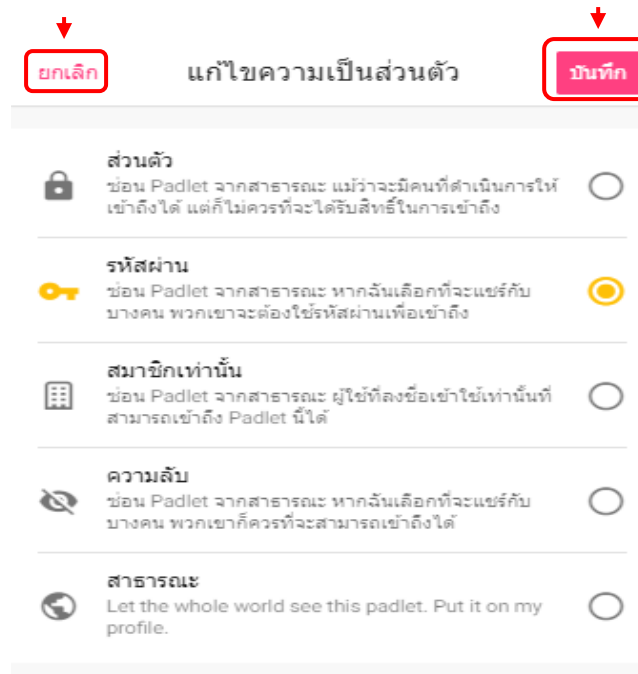 ยกเลิก
แก้ไขความเป็นส่วนตัว
บันทึก
ส่วนตัว
ซ่อน Padlet จากสาธารณะ แม้ว่าจะมีคนที่ดำเนินการให้
เข้าถึงได้ แต่ก็ไม่ควรที่จะได้รับสิทธิ์ในการเข้าถึง
รหัสผ่าน
ซ่อน Padlet จากสาธารณะ หากฉันเลือกที่จะแชร์กับ
บางคน พวกเขาจะต้องใช้รหัสผ่านเพื่อเข้าถึง
สมาชิกเท่านั้น
ซ่อน Padlet จากสาธารณะ ผู้ใช้ที่ลงชื่อเข้าใช้เท่านั้นที่
สามารถเข้าถึง Padlet นี้ได้
ความลับ
ซ่อน Padlet จากสาธารณะ หากฉันเลือกที่จะแชร์กับ
บางคน พวกเขาก็ควรที่จะสามารถเข้าถึงได้
สาธารณะ
Let the whole world see this padlet. Put it on my
profile.